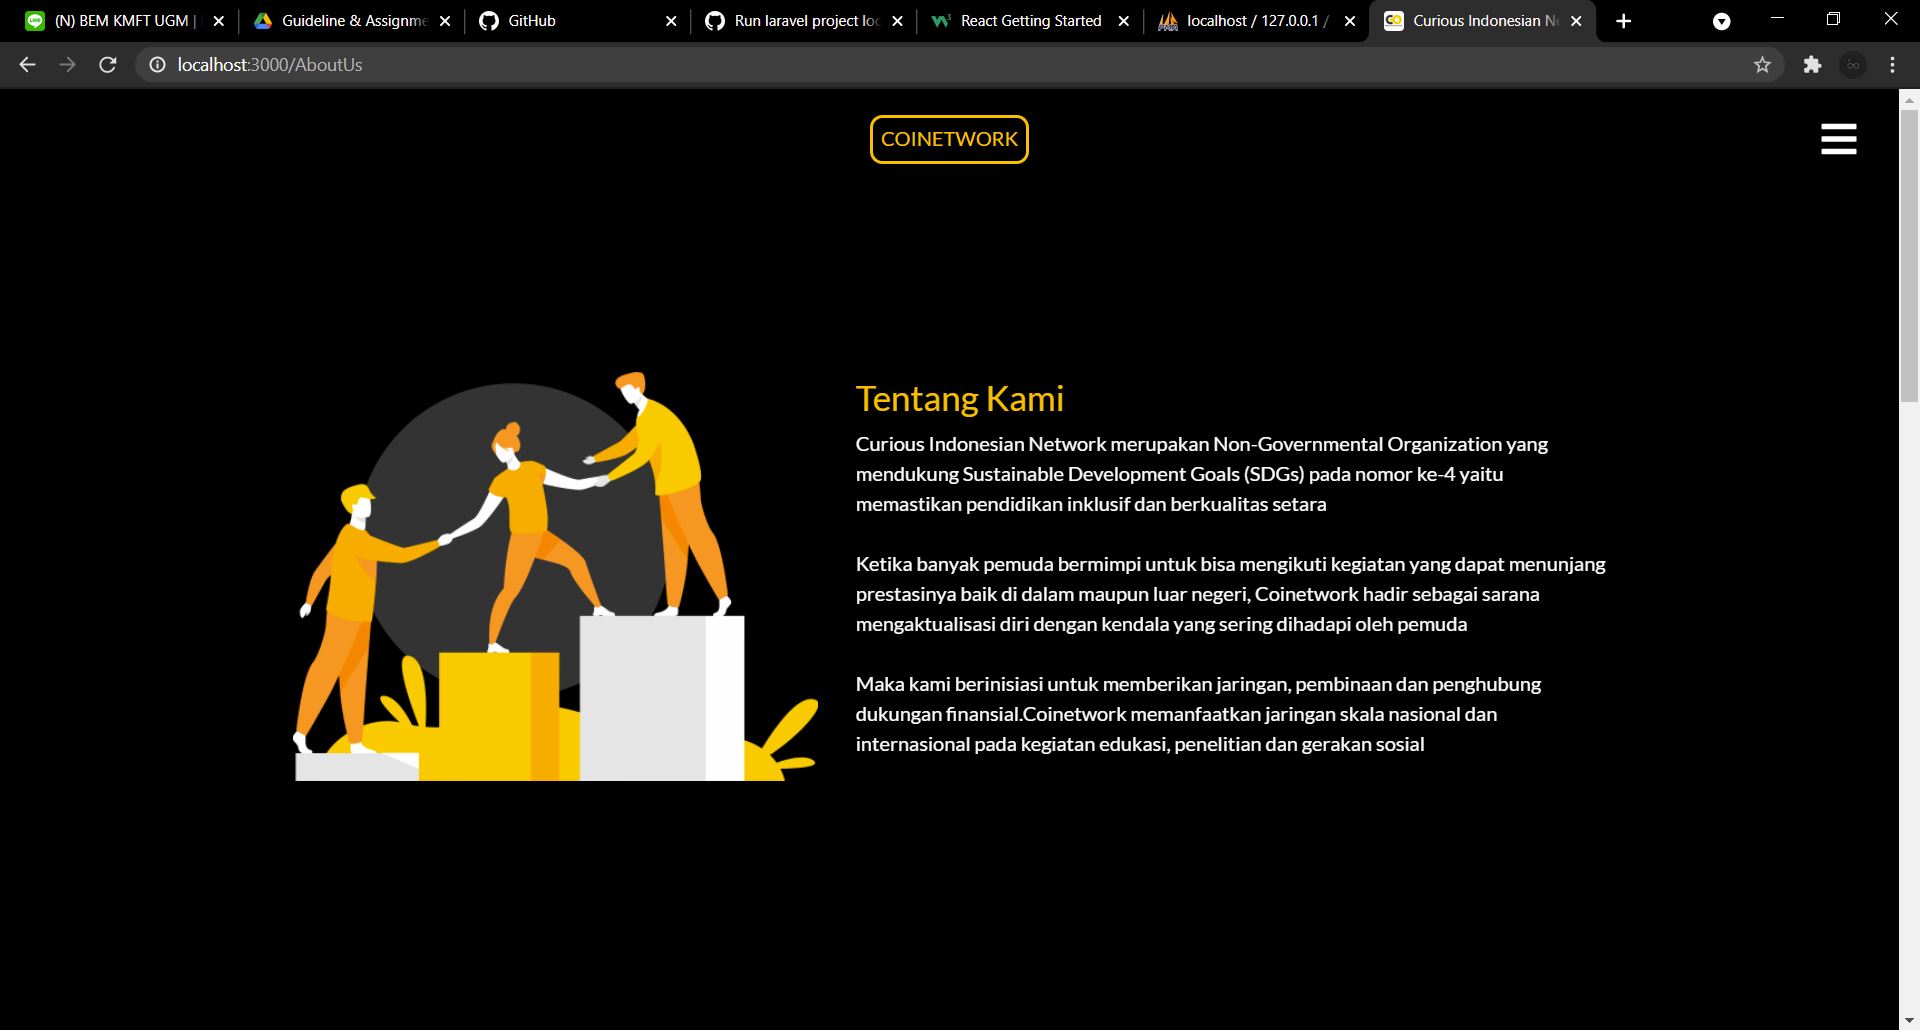 (N) BEM KMFT UGM |
Guideline & Assignme
GitHub
Run laravel project loc
React Getting Started
localhost / 127.0.0.1 /
Curious Indonesian Ne
localhost:3000/AboutUs
COINETWORK
Tentang Kami
Curious Indonesian Network merupakan Non-Governmental Organization yang
mendukung Sustainable Development Goals (SDGs) pada nomor ke-4 yaitu
memastikan pendidikan inklusif dan berkualitas setara
Ketika banyak pemuda bermimpi untuk bisa mengikuti kegiatan yang dapat menunjang
prestasinya baik di dalam maupun luar negeri, Coinetwork hadir sebagai sarana
mengaktualisasi diri dengan kendala yang sering dihadapi oleh pemuda
Maka kami berinisiasi untuk memberikan jaringan, pembinaan dan penghubung
dukungan finansial.Coinetwork memanfaatkan jaringan skala nasional dan
internasional pada kegiatan edukasi, penelitian dan gerakan sosial